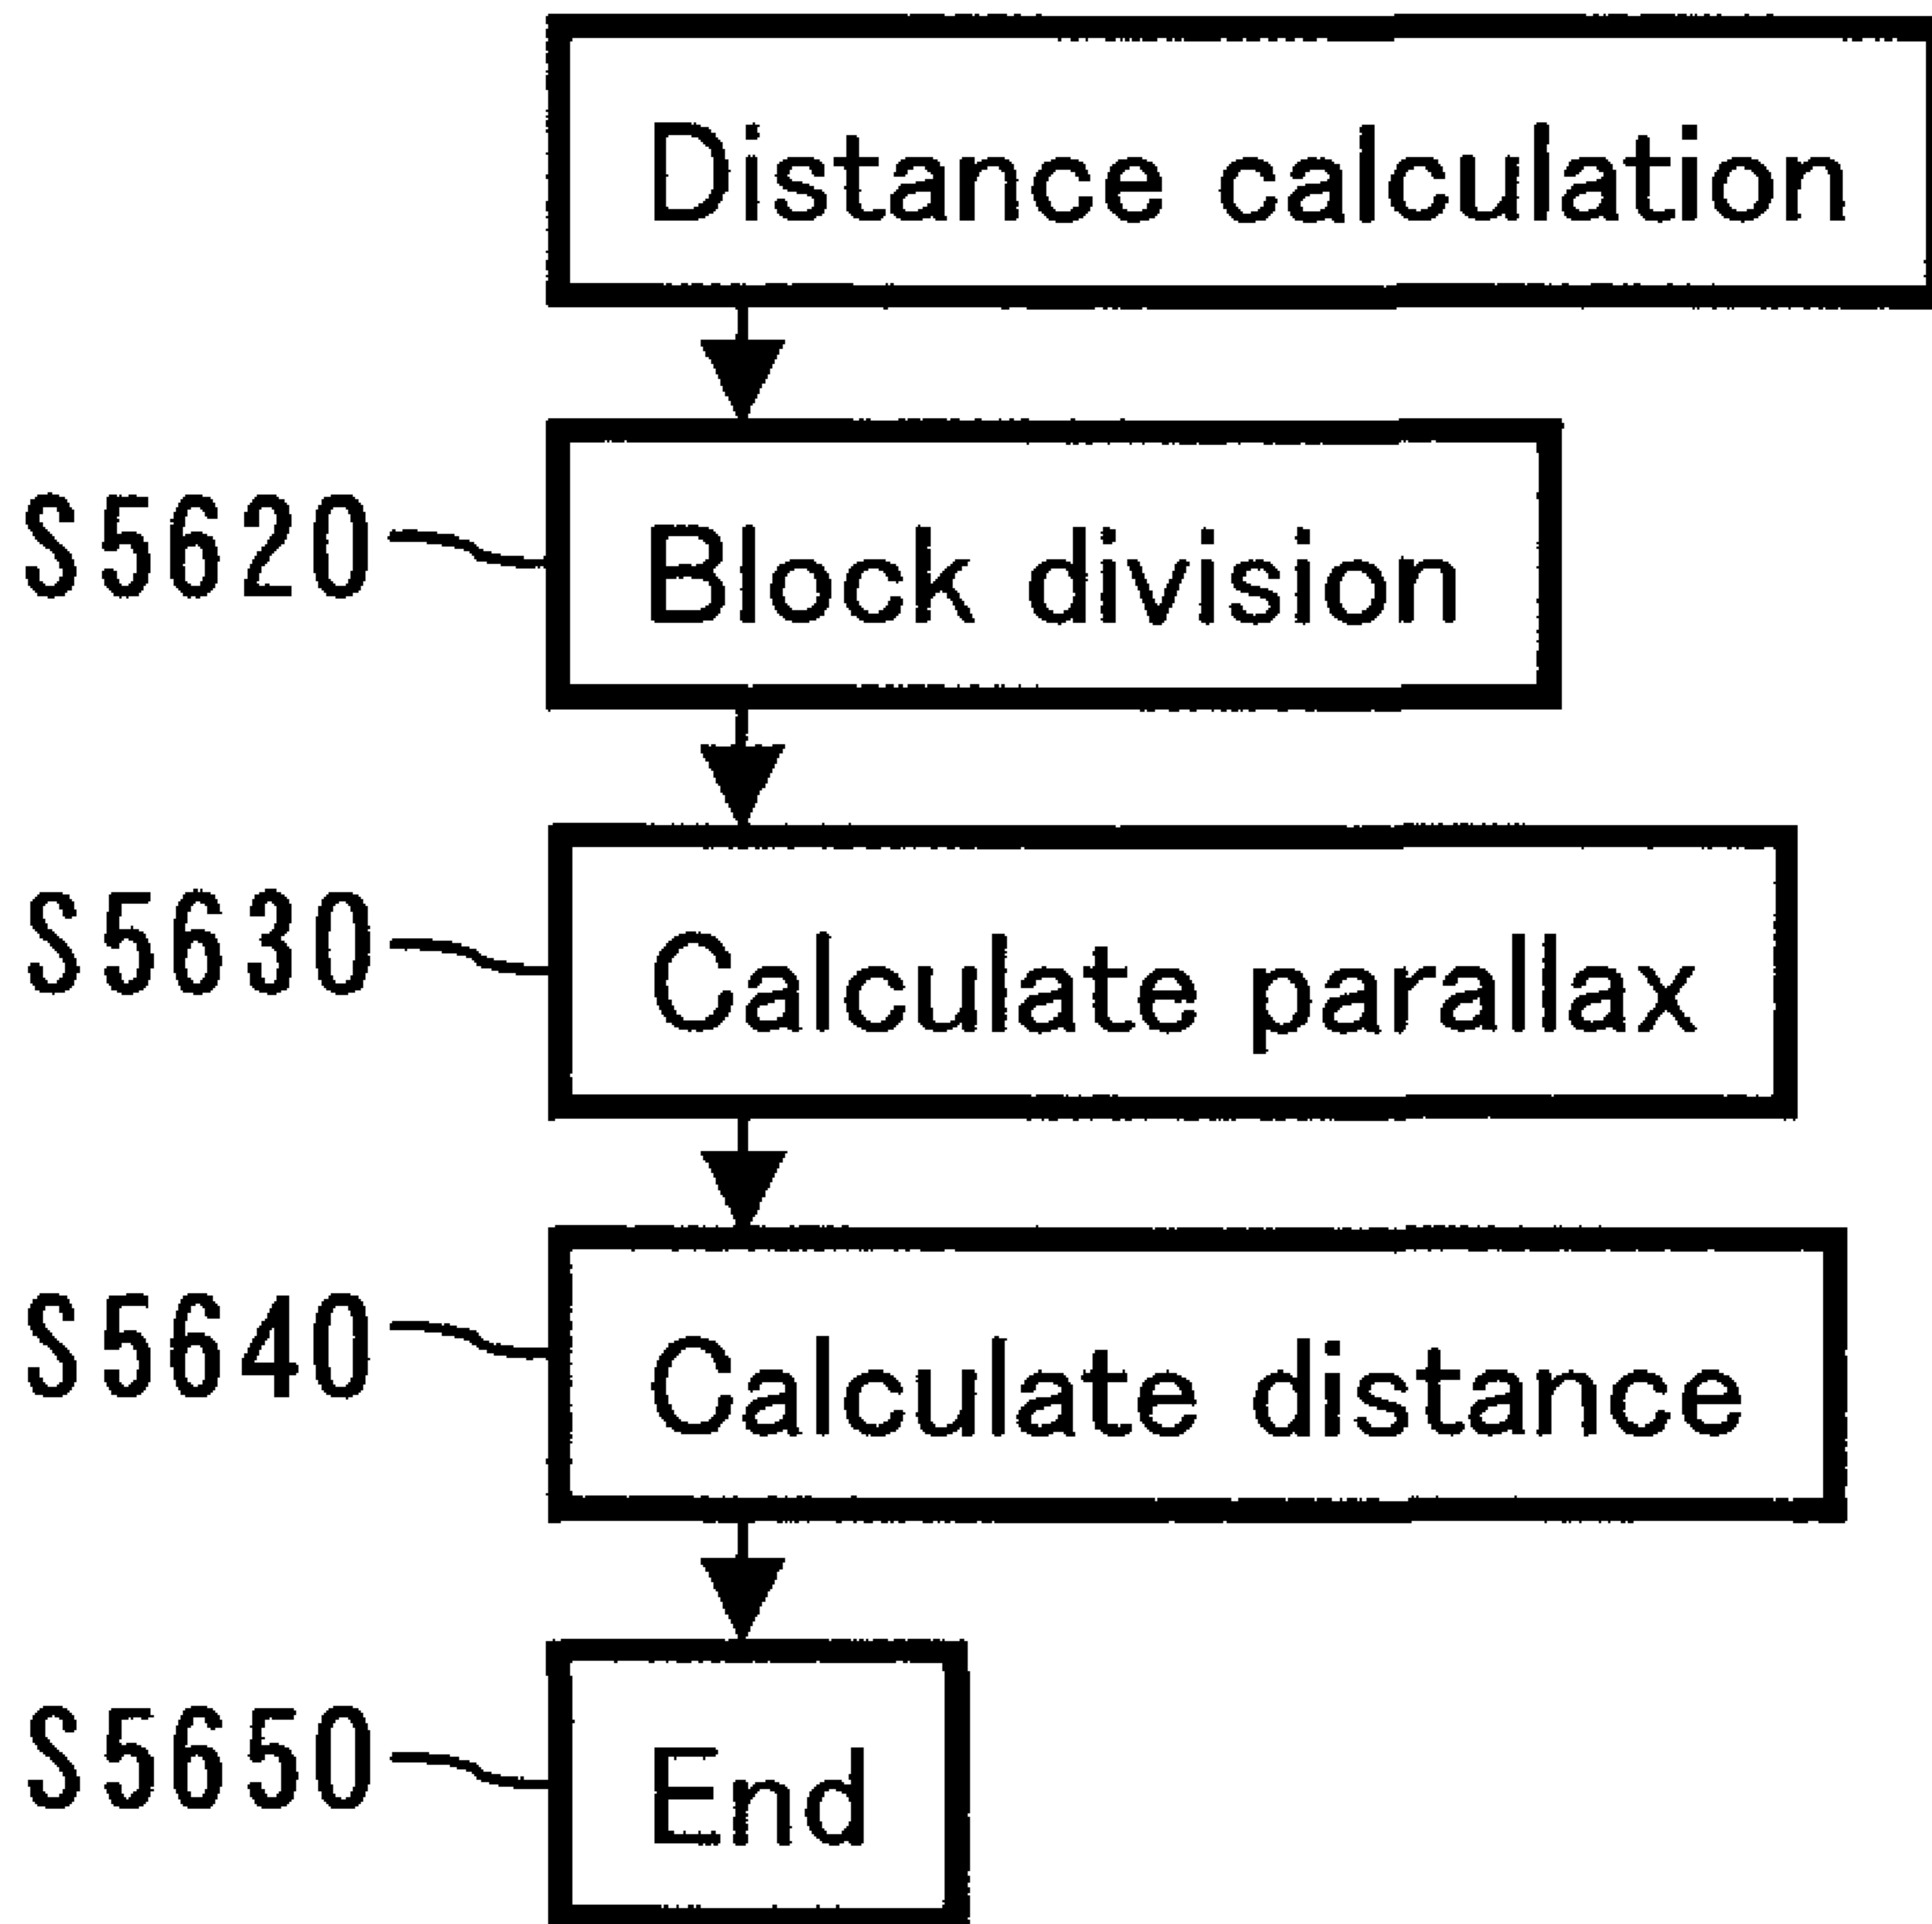 Distance calculation
S5620 Block division
S5630 Calculate parallax
S5640 Calculate distance
S5650 End